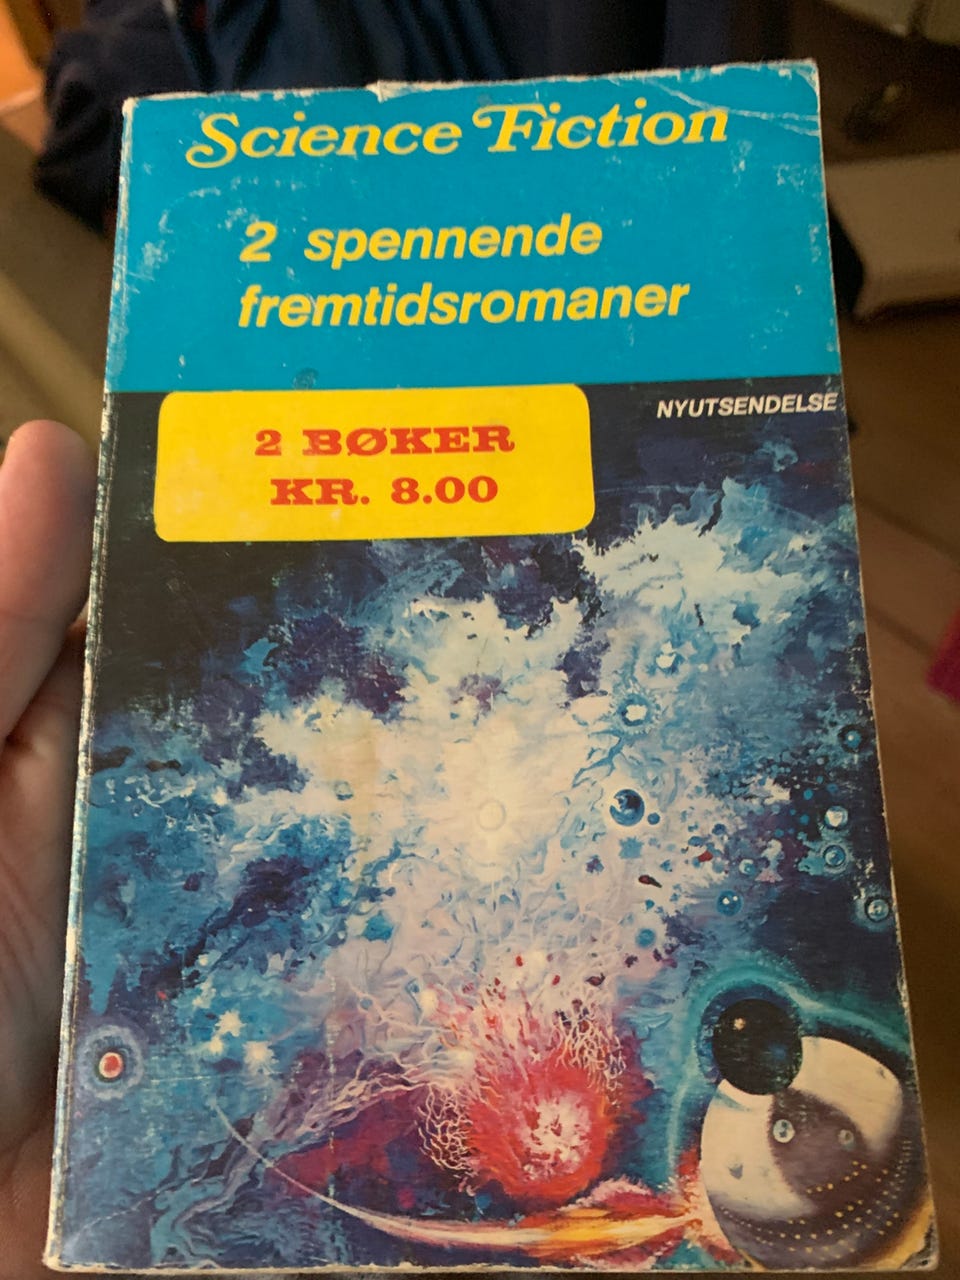 Science Fiction
2 spennende
fremtidsromaner
NYUTSENDELSE
2 BØKER
KR. 8.00